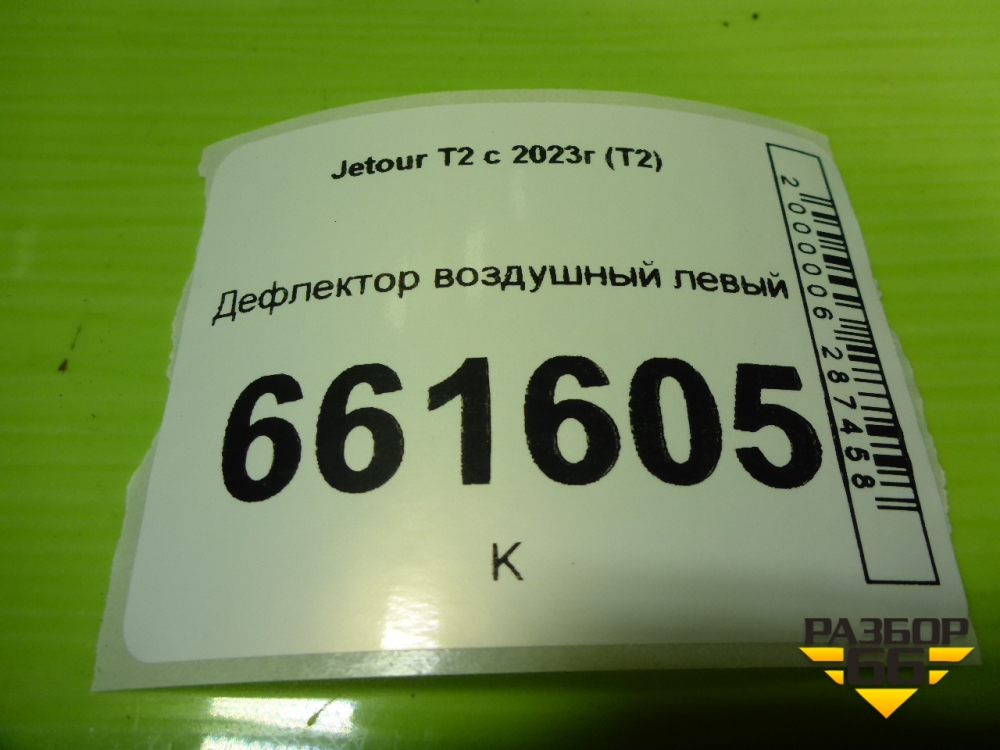 Jetour T2 с 2023г (T2)
Дефлектор воздушный левый
661605
К
2000006287458
РАЗБОР
66